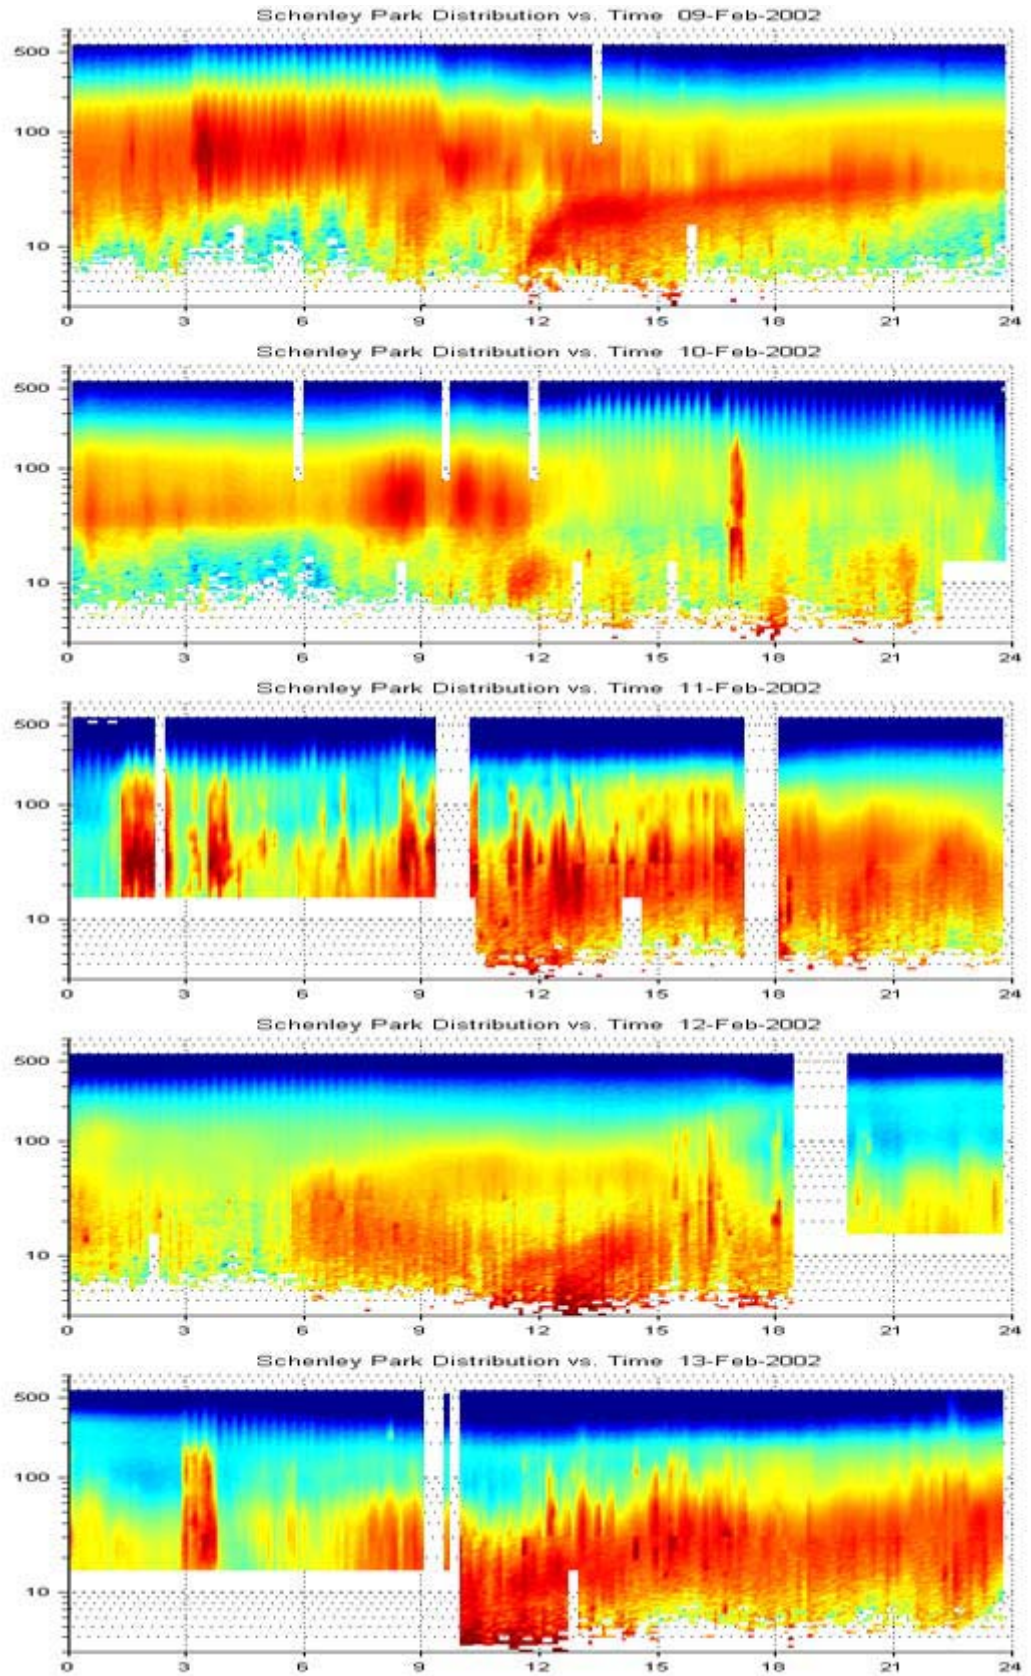 Schenley Park Distribution vs. Time 09-Feb-2002
500
100
10
0 3 6 9 12 15 18 21 24
Schenley Park Distribution vs. Time 10-Feb-2002
500
100
10
0 3 6 9 12 15 18 21 24
Schenley Park Distribution vs. Time 11-Feb-2002
500
100
10
0 3 6 9 12 15 18 21 24
Schenley Park Distribution vs. Time 12-Feb-2002
500
100
10
0 3 6 9 12 15 18 21 24
Schenley Park Distribution vs. Time 13-Feb-2002
500
100
10
0 3 6 9 12 15 18 21 24